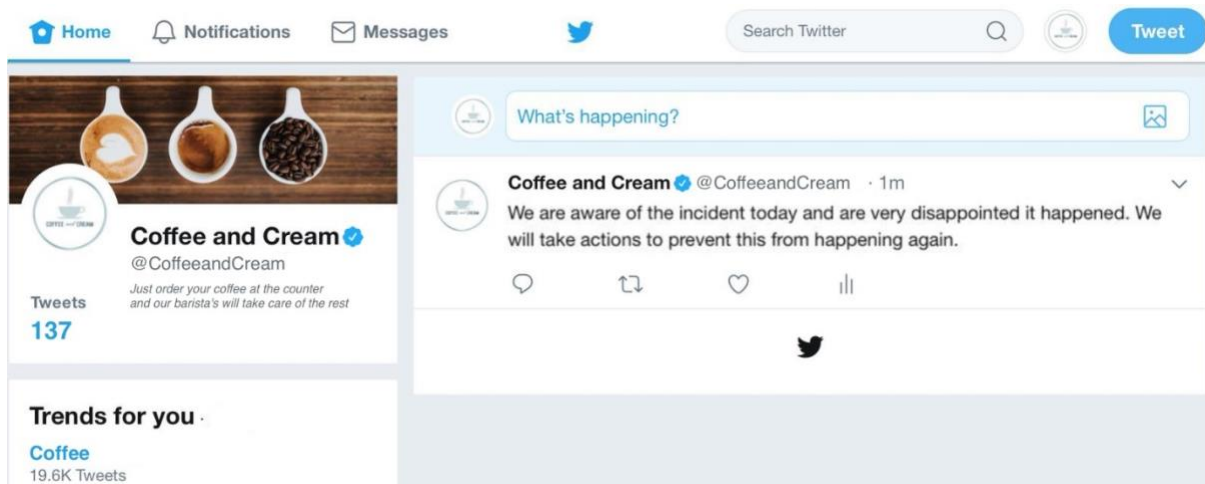 Home Notifications Messages Search Twitter Tweet
What's happening?
Coffee and Cream @CoffeeandCream · 1m
We are aware of the incident today and are very disappointed it happened. We
will take actions to prevent this from happening again.
COFFEE and CREAM
Coffee and Cream
@CoffeeandCream
Just order your coffee at the counter
and our barista's will take care of the rest
Tweets
137
Trends for you ·
Coffee
19.6K Tweets